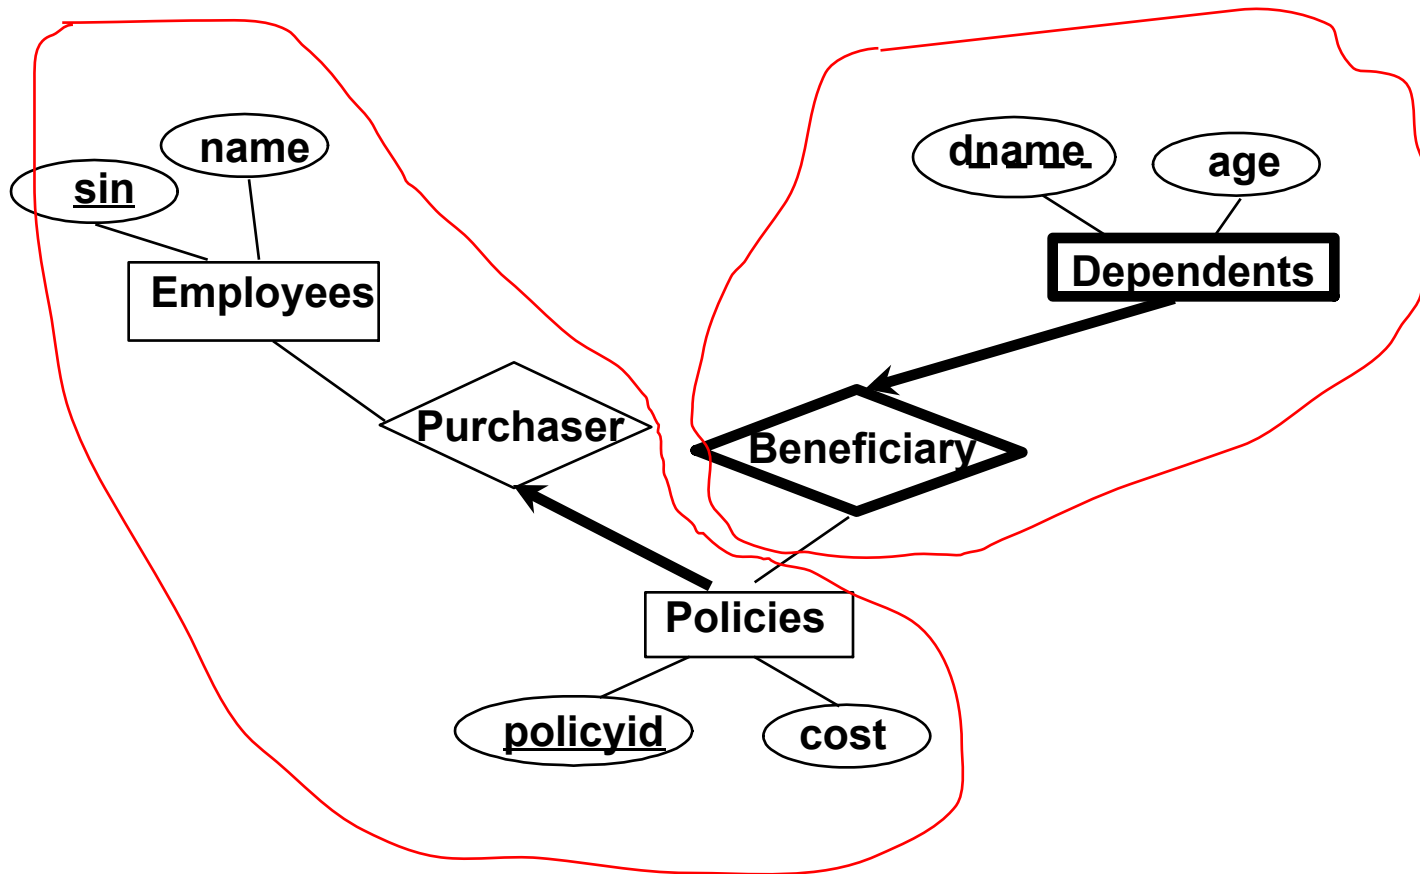 name
sin
Employees
Purchaser
dname
age
Dependents
Beneficiary
Policies
policyid
cost